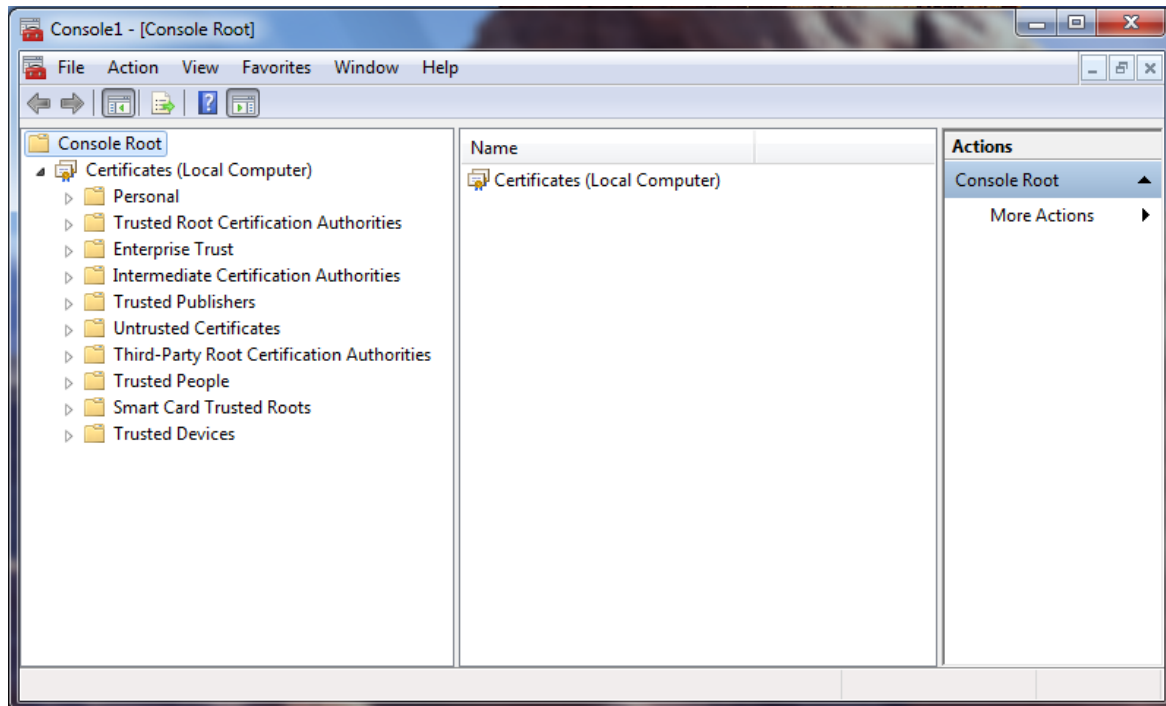 Console1 - [Console Root]
File Action View Favorites Window Help
Console Root
Certificates (Local Computer)
Personal
Trusted Root Certification Authorities
Enterprise Trust
Intermediate Certification Authorities
Trusted Publishers
Untrusted Certificates
Third-Party Root Certification Authorities
Trusted People
Smart Card Trusted Roots
Trusted Devices
Name
Certificates (Local Computer)
Actions
Console Root
More Actions